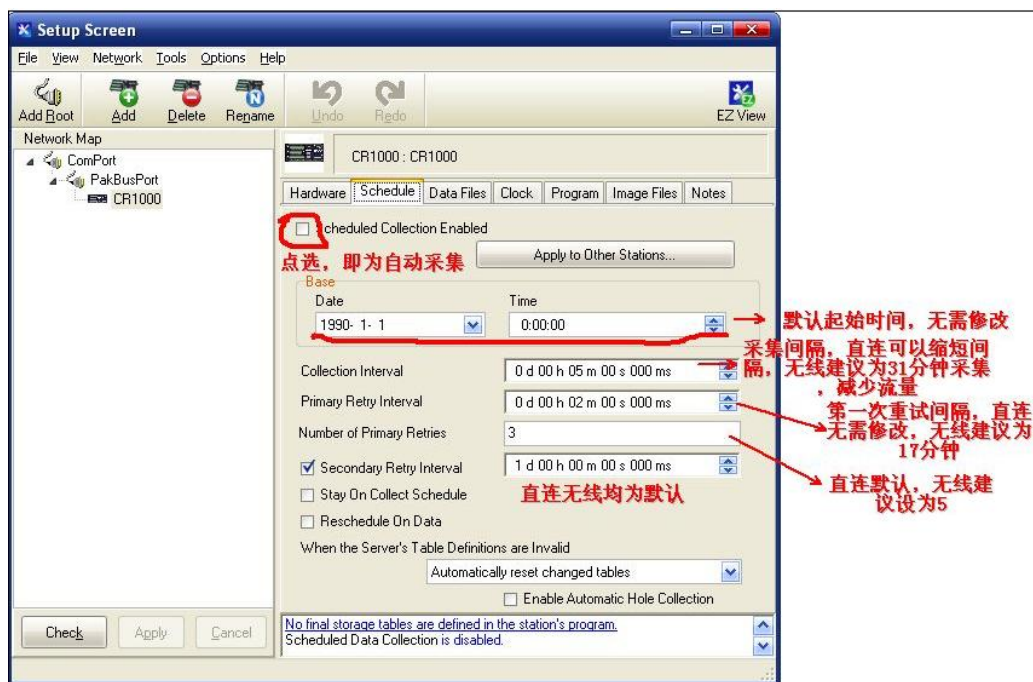 Setup Screen
File View Network Tools Options Help
Add Root Add Delete Rename Undo Redo EZ View
Network Map
ComPort
PakBusPort
CR1000
CR1000 : CR1000
Hardware Schedule Data Files Clock Program Image Files Notes
Scheduled Collection Enabled
点选，即为自动采集
Apply to Other Stations...
Base
Date Time
1990- 1- 1 0:00:00
默认起始时间，无需修改
Collection Interval 0 d 00 h 05 m 00 s 000 ms
采集间隔，直连可以缩短间
隔，无线建议为31分钟采集
，减少流量
Primary Retry Interval 0 d 00 h 02 m 00 s 000 ms
第一次重试间隔，直连
无需修改，无线建议为
17分钟
Number of Primary Retries 3
直连默认，无线建
议设为5
Secondary Retry Interval 1 d 00 h 00 m 00 s 000 ms
直连无线均为默认
Stay On Collect Schedule
Reschedule On Data
When the Server's Table Definitions are Invalid
Automatically reset changed tables
Enable Automatic Hole Collection
Check Apply Cancel
No final storage tables are defined in the station's program.
Scheduled Data Collection is disabled.